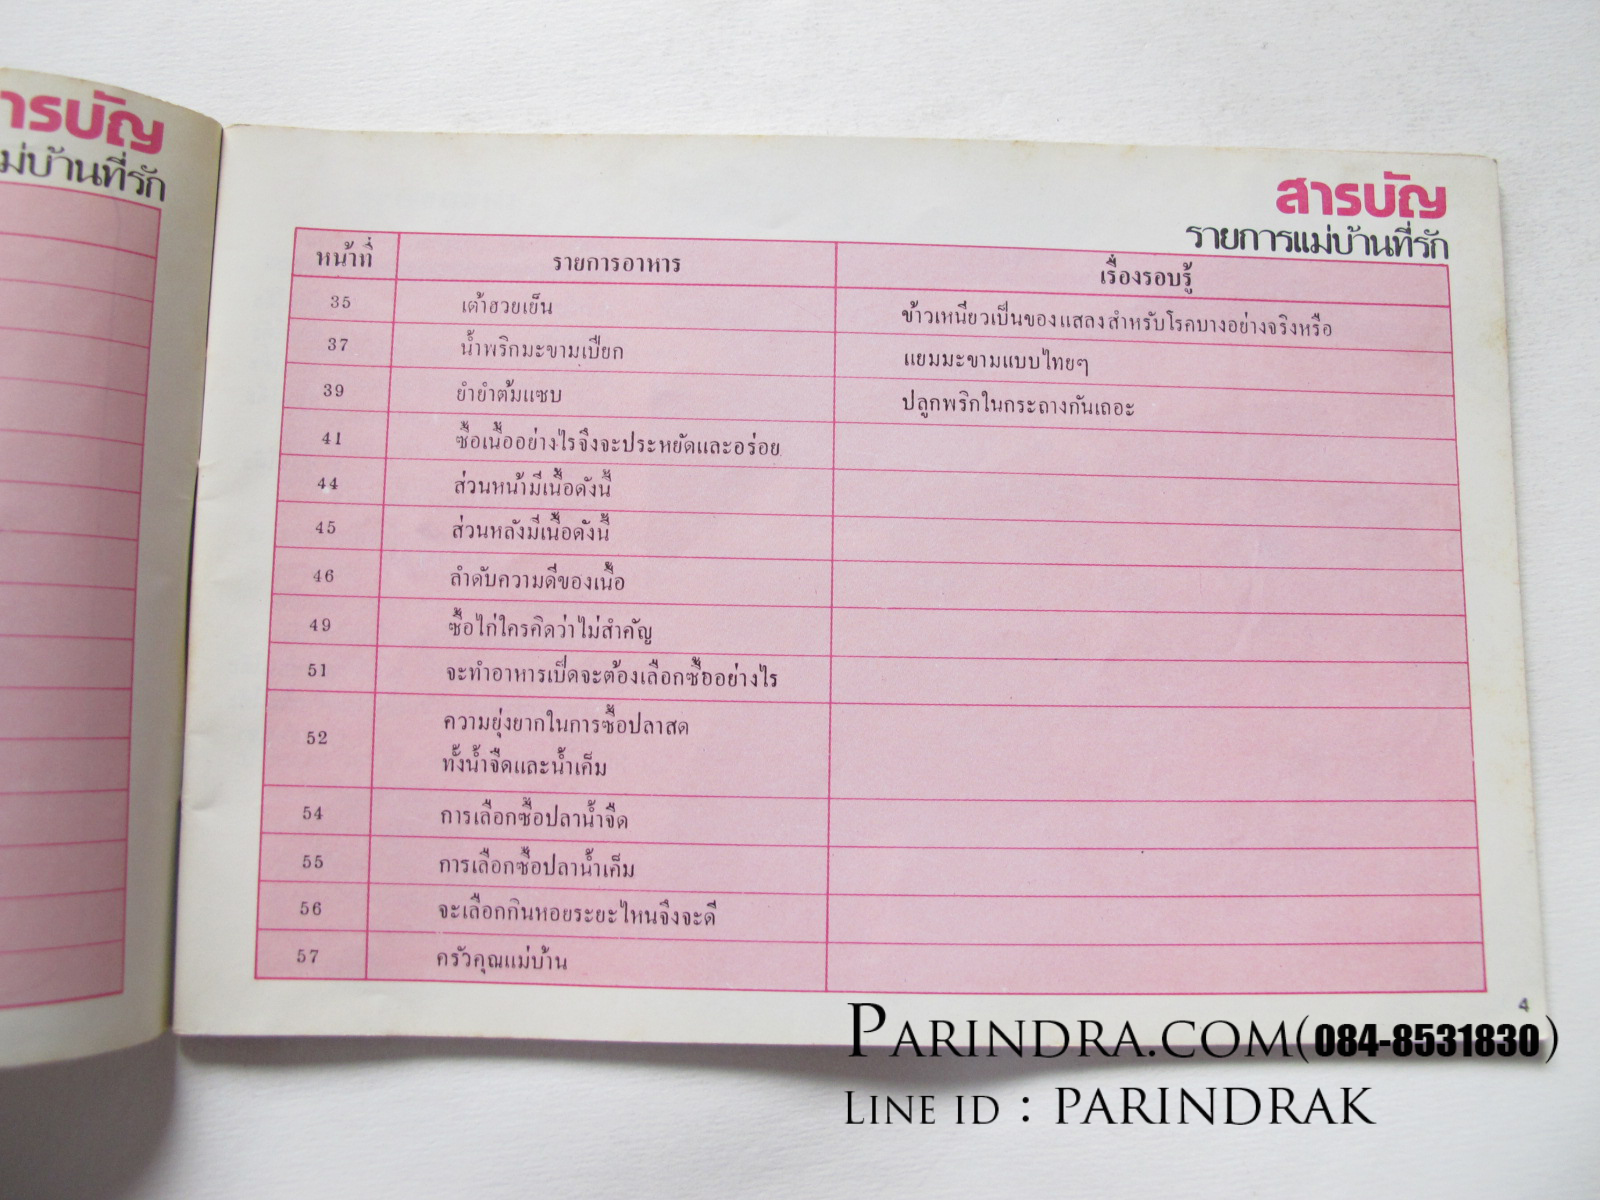 สารบัญ
แม่บ้านที่รัก
สารบัญ
รายการแม่บ้านที่รัก
หน้าที่ รายการอาหาร เรื่องรอบรู้
35 เต้าฮวยเย็น ข้าวเหนียวเป็นของแสลงสำหรับโรคบางอย่างจริงหรือ
37 น้ำพริกมะขามเปียก แยมมะขามแบบไทยๆ
39 ยำยำต้มแซบ ปลูกพริกในกระถางกันเถอะ
41 ซื้อเนื้ออย่างไรจึงจะประหยัดและอร่อย
44 ส่วนหน้ามีเนื้อดังนี้
45 ส่วนหลังมีเนื้อดังนี้
46 ลำดับความดีของเนื้อ
49 ซื้อไก่ใครคิดว่าไม่สำคัญ
51 จะทำอาหารเป็ดจะต้องเลือกซื้ออย่างไร
52 ความยุ่งยากในการซื้อปลาสด
ทั้งน้ำจืดและน้ำเค็ม
54 การเลือกซื้อปลาน้ำจืด
55 การเลือกซื้อปลาน้ำเค็ม
56 จะเลือกกินหอยระยะไหนจึงจะดี
57 ครัวคุณแม่บ้าน
4
PARINDRA.COM(084-8531830)
LINE ID : PARINDRAK